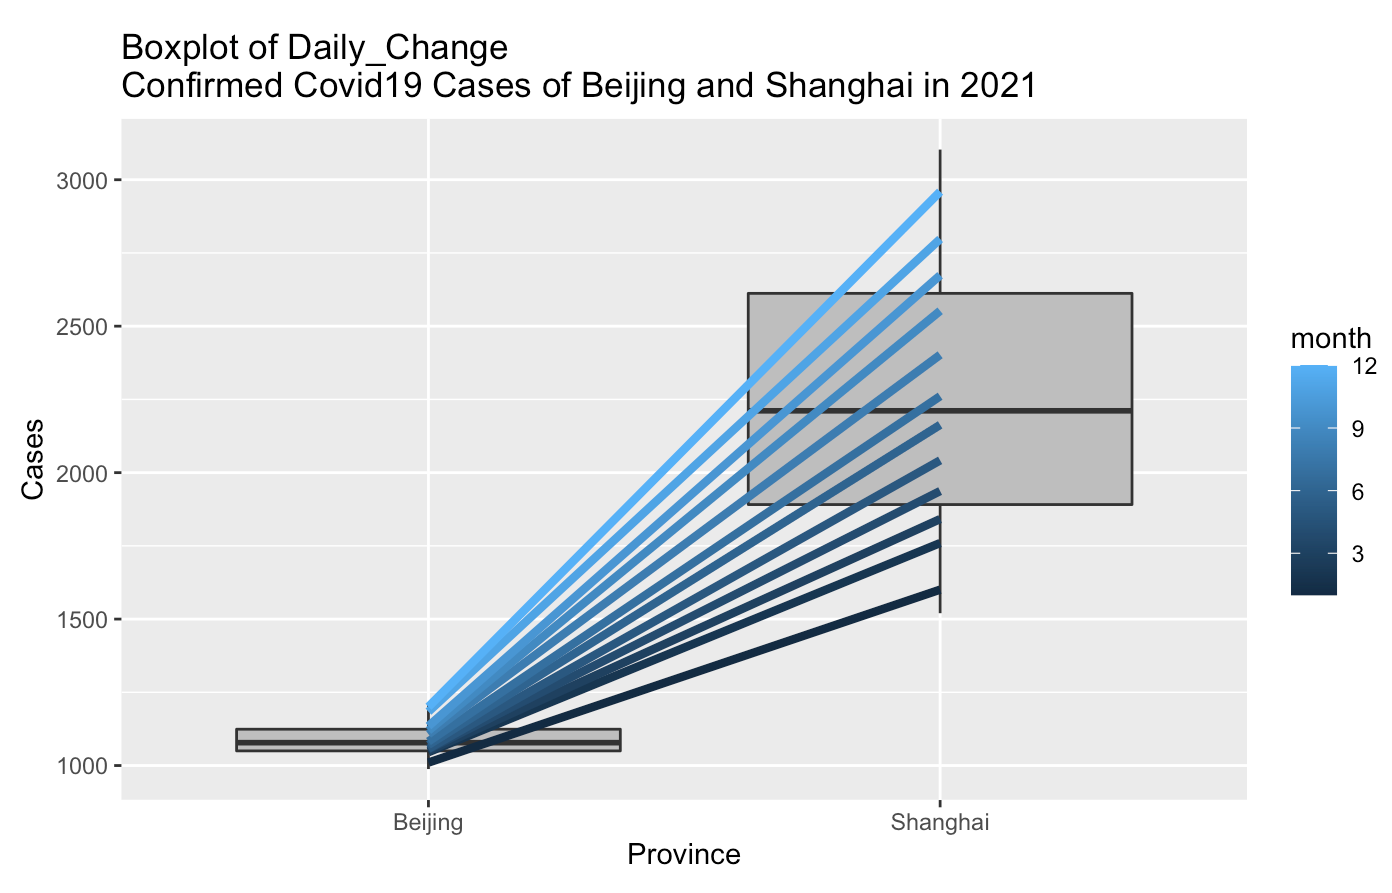 Boxplot of Daily_Change
Confirmed Covid19 Cases of Beijing and Shanghai in 2021
3000
2500
2000
1500
1000
Cases
Beijing
Shanghai
Province
month
12
9
6
3